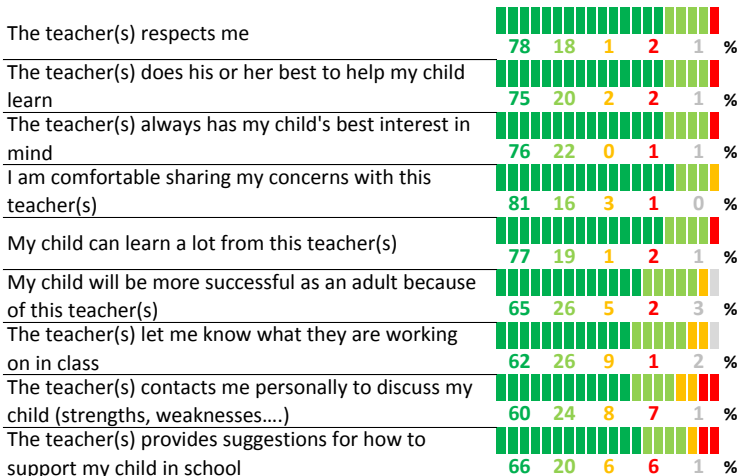 The teacher(s) respects me
78 18 1 2 1 %
The teacher(s) does his or her best to help my child
learn
75 20 2 2 1 %
The teacher(s) always has my child's best interest in
mind
76 22 0 1 1 %
I am comfortable sharing my concerns with this
teacher(s)
81 16 3 1 0 %
My child can learn a lot from this teacher(s)
77 19 1 2 1 %
My child will be more successful as an adult because
of this teacher(s)
65 26 5 2 3 %
The teacher(s) let me know what they are working
on in class
62 26 9 1 2 %
The teacher(s) contacts me personally to discuss my
child (strengths, weaknesses....)
60 24 8 7 1 %
The teacher(s) provides suggestions for how to
support my child in school
66 20 6 6 1 %